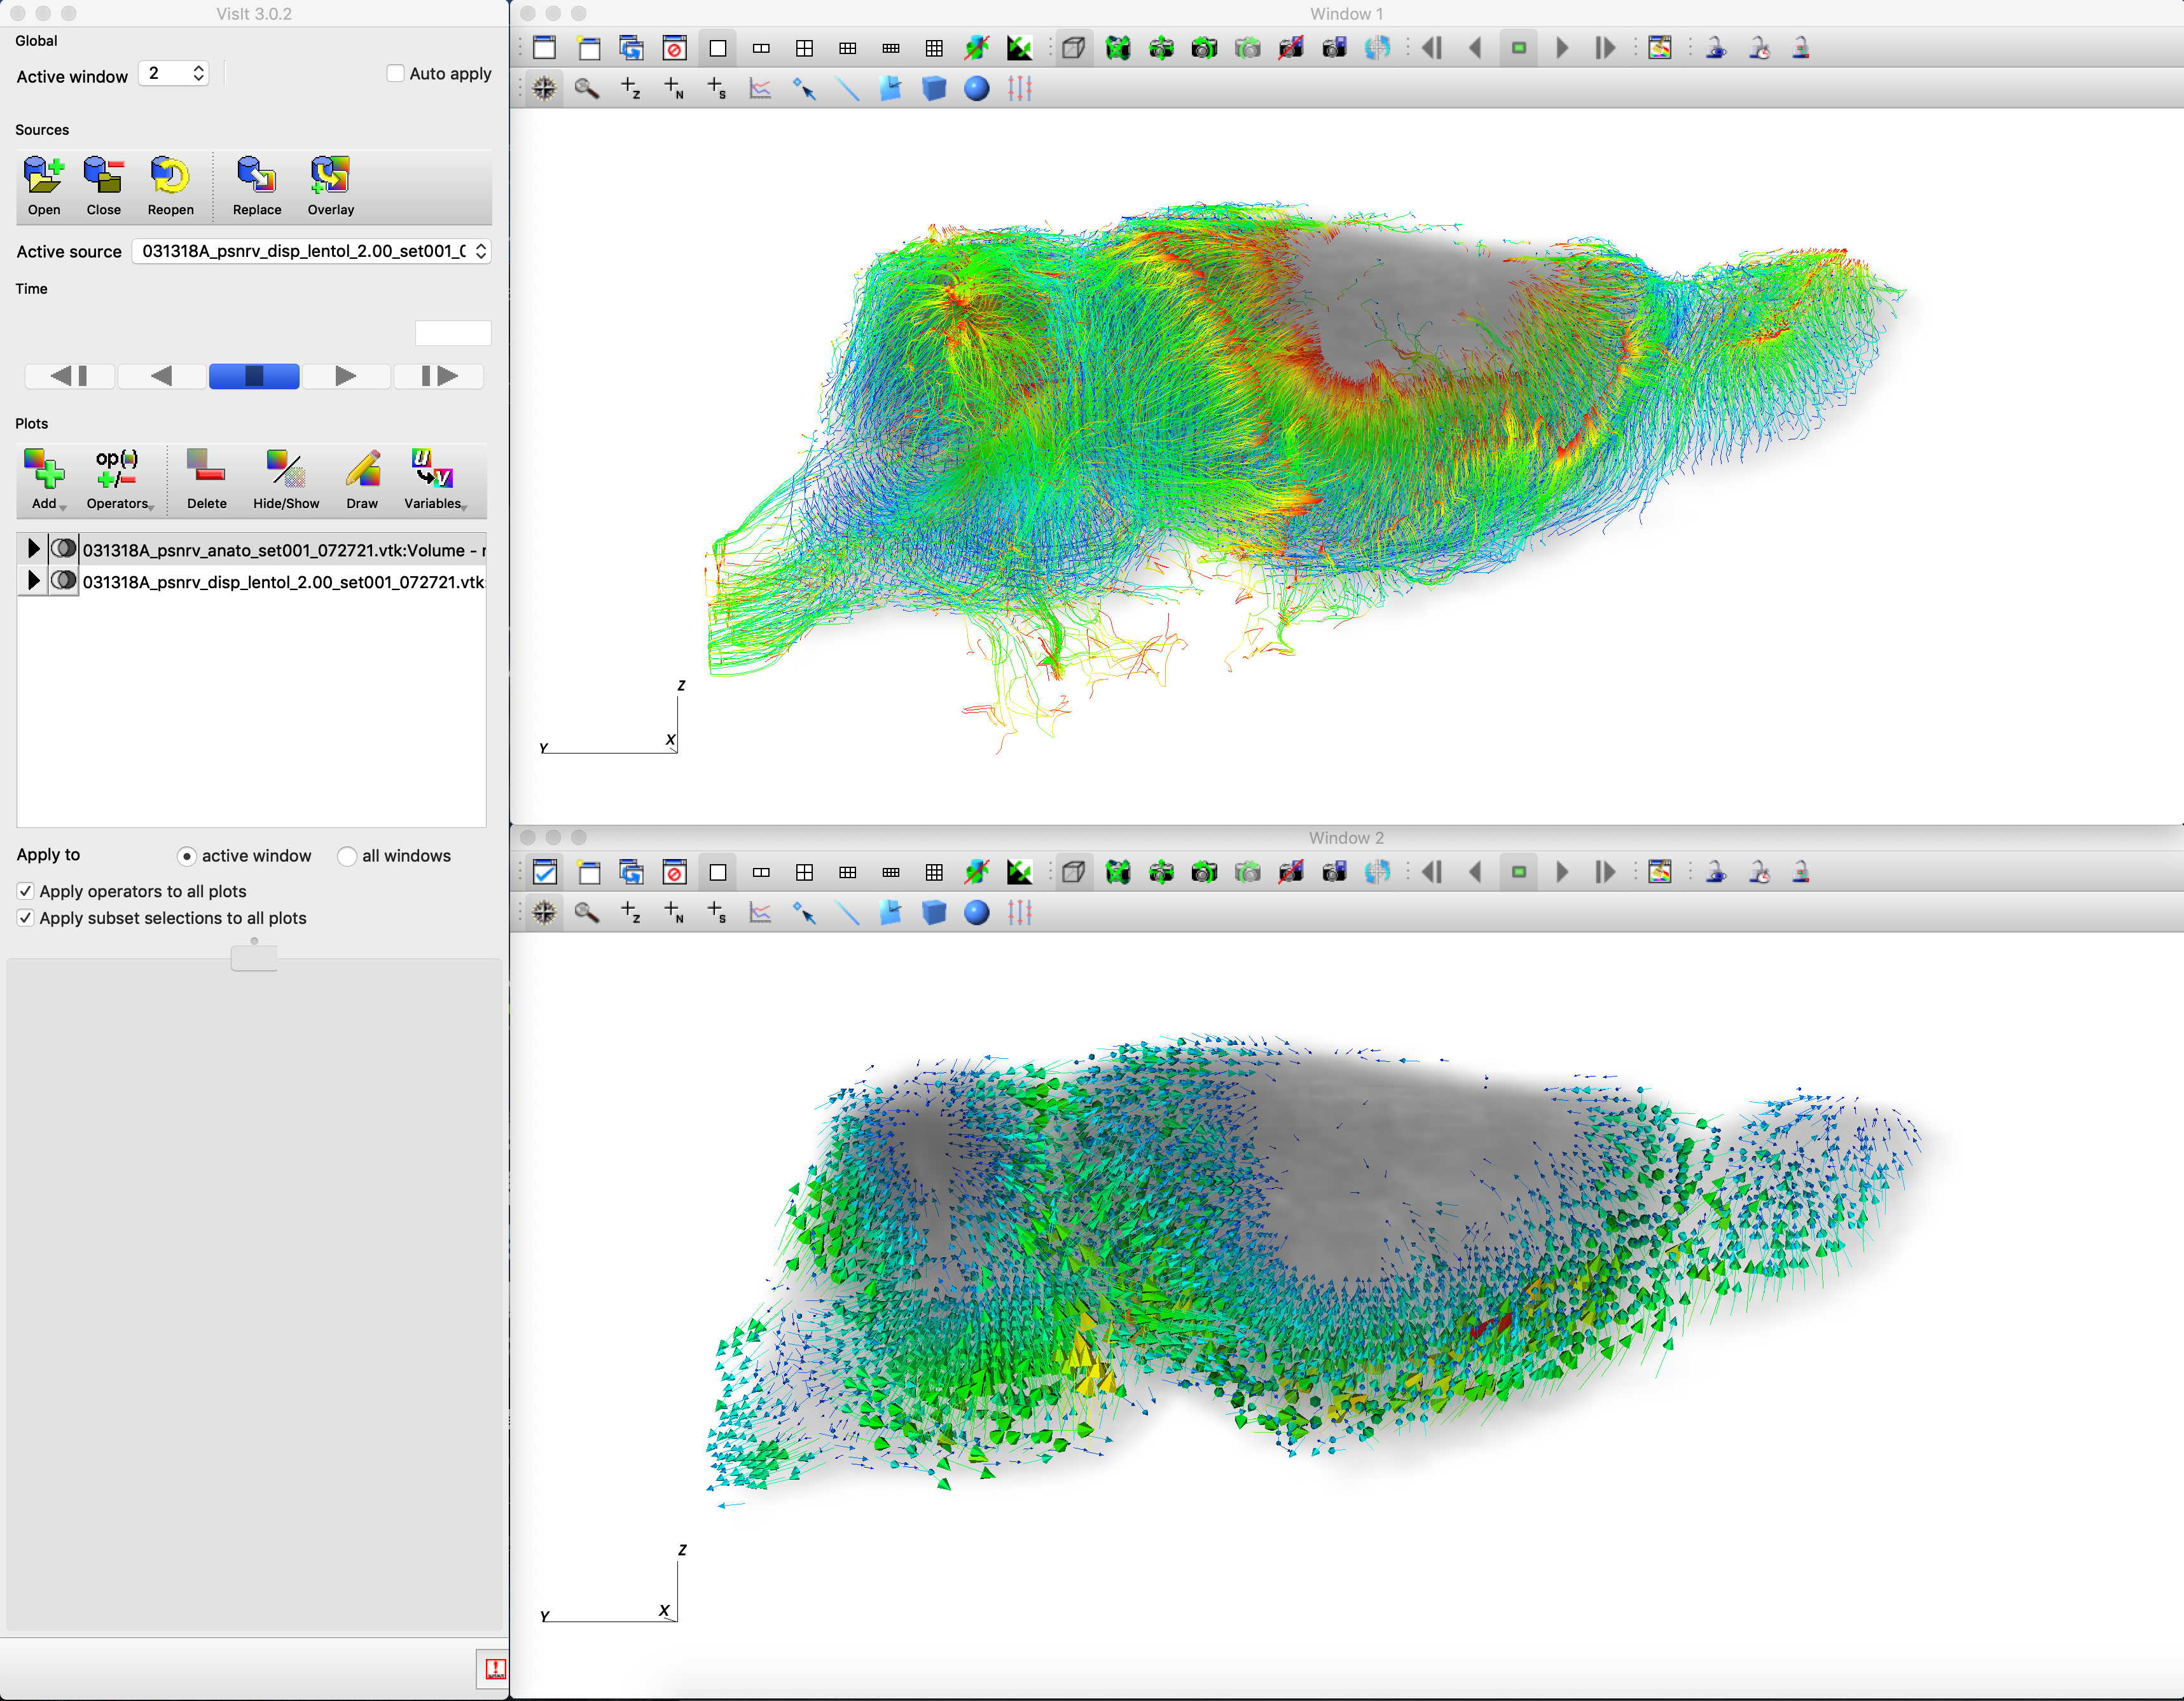 VisIt 3.0.2
Global
Active window 2
Auto apply
Sources
Open Close Reopen Replace Overlay
Active source 031318A_psnrv_disp_lentol_2.00_set001_0
Time
Plots
op(·)
+/-
u
v
Add Operators Delete Hide/Show Draw Variables
031318A_psnrv_anato_set001_072721.vtk:Volume -
031318A_psnrv_disp_lentol_2.00_set001_072721.vtk:
Apply to active window all windows
Apply operators to all plots
Apply subset selections to all plots
Window 1
+Z +N +S
Z
Y
X
Window 2
+Z +N +S
Z
Y
X